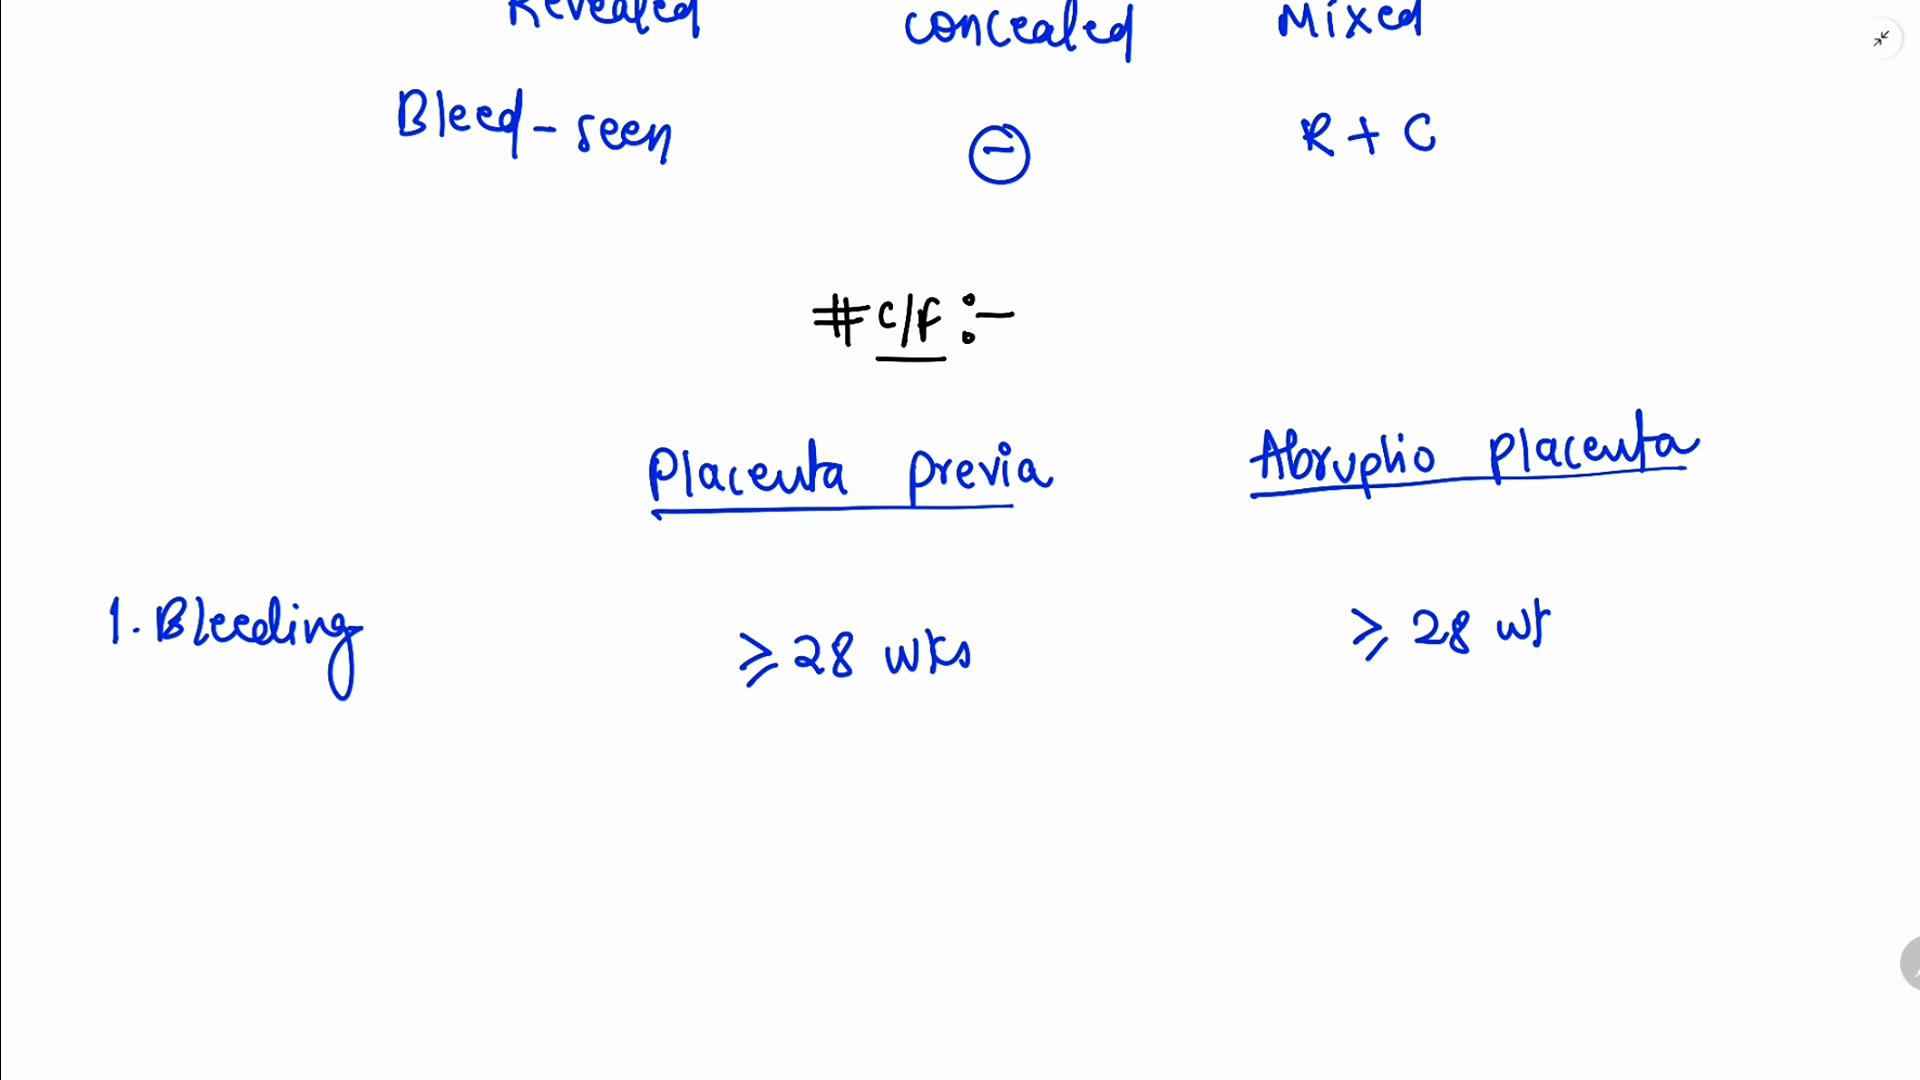 Revealed concealed Mixed
Bleed - seen ⊖ R + C
# C/F :-
Placenta previa Abruptio placenta
1. Bleeding ⩾ 28 wks ⩾ 28 wk